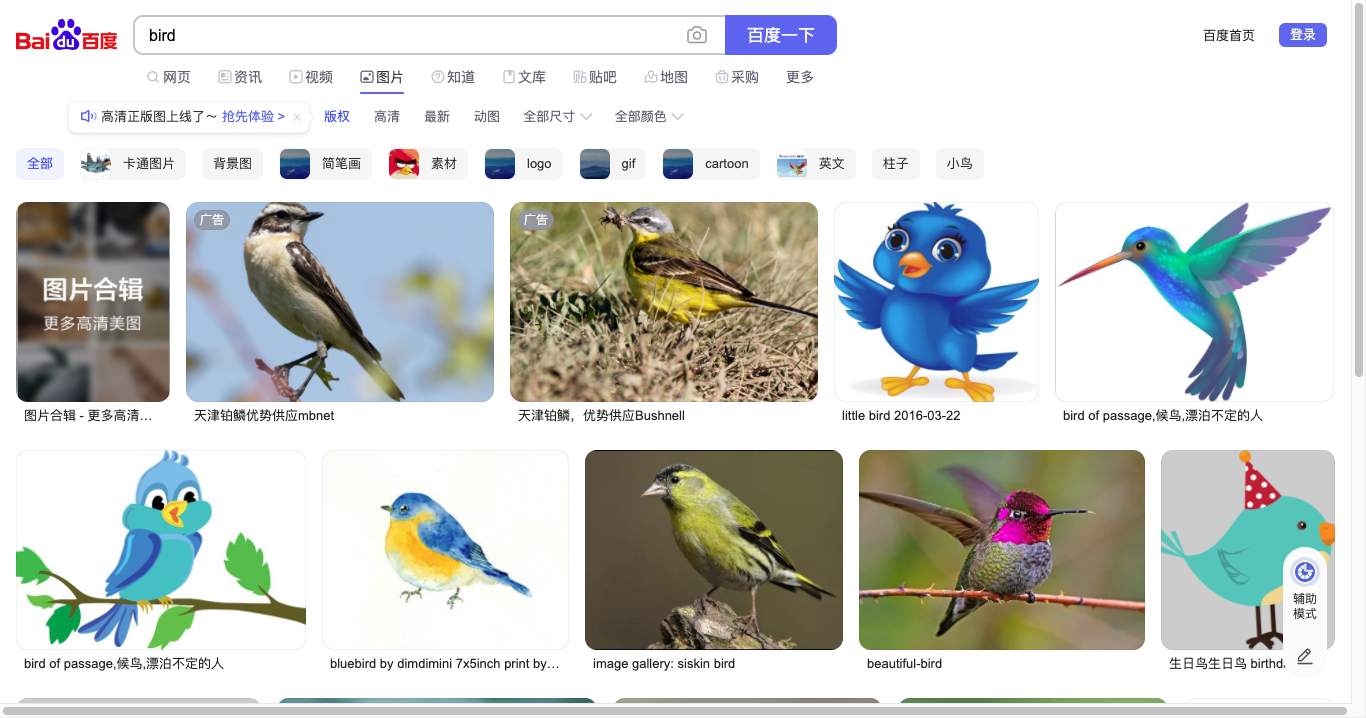 Bai du 百度
bird
百度一下
百度首页
登录
网页
资讯
视频
图片
知道
文库
贴吧
地图
采购
更多
高清正版图上线了～ 抢先体验 >
版权
高清
最新
动图
全部尺寸
全部颜色
全部
卡通图片
背景图
简笔画
素材
logo
gif
cartoon
英文
柱子
小鸟
图片合辑
更多高清美图
广告
广告
图片合辑 - 更多高清…
天津铂鳞优势供应mbnet
天津铂鳞，优势供应Bushnell
little bird 2016-03-22
bird of passage,候鸟,漂泊不定的人
bird of passage,候鸟,漂泊不定的人
bluebird by dimdimini 7x5inch print by…
image gallery: siskin bird
beautiful-bird
生日鸟生日鸟
辅助
模式